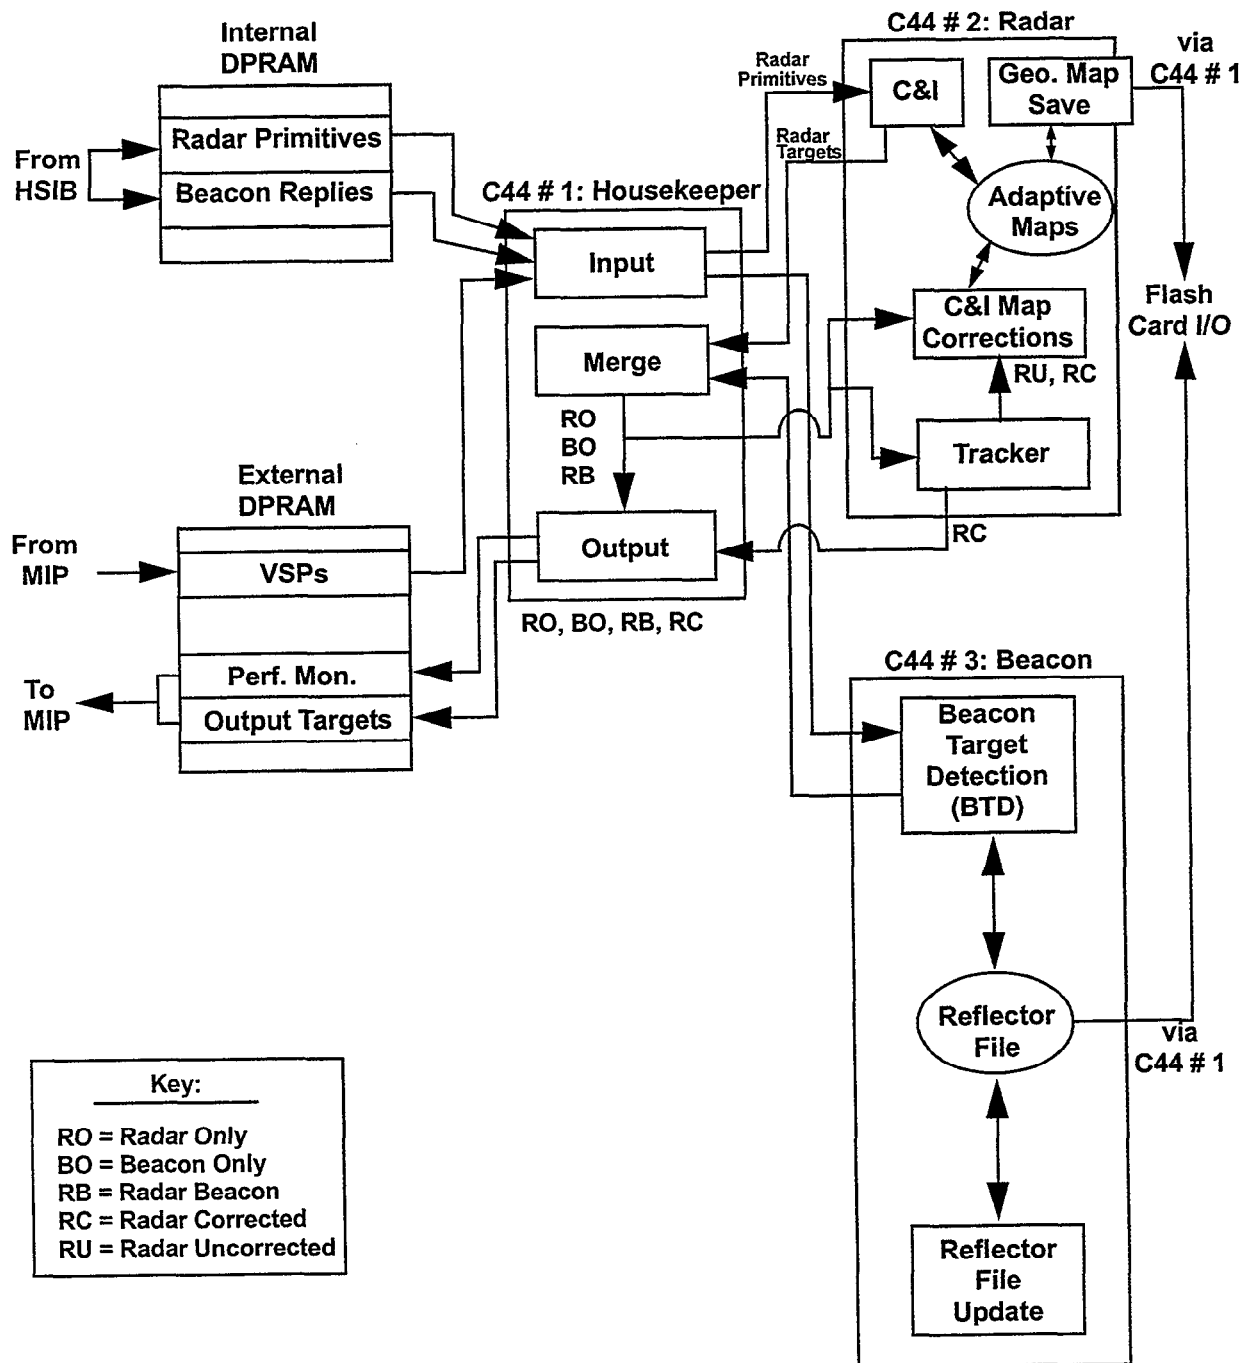 Internal
DPRAM
Radar Primitives
Beacon Replies
From
HSIB
C44 # 1: Housekeeper
Input
Merge
RO
BO
RB
Output
RO, BO, RB, RC
External
DPRAM
From
MIP
VSPs
Perf. Mon.
Output Targets
To
MIP
C44 # 2: Radar
Radar
Primitives
Radar
Targets
C&I
Geo. Map
Save
Adaptive
Maps
C&I Map
Corrections
RU, RC
Tracker
RC
via
C44 # 1
Flash
Card I/O
C44 # 3: Beacon
Beacon
Target
Detection
(BTD)
Reflector
File
via
C44 # 1
Reflector
File
Update
Key:
RO = Radar Only
BO = Beacon Only
RB = Radar Beacon
RC = Radar Corrected
RU = Radar Uncorrected